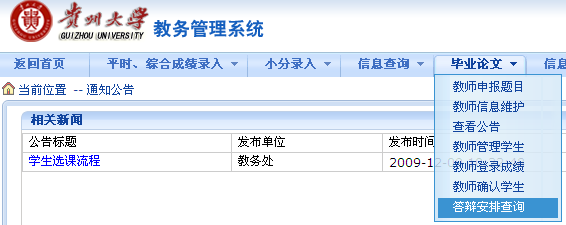 贵州大学
GUIZHOU UNIVERSITY
教务管理系统
返回首页 平时、综合成绩录入 小分录入 信息查询 毕业论文 信息
当前位置 -- 通知公告
教师申报题目
教师信息维护
查看公告
教师管理学生
教师登录成绩
教师确认学生
答辩安排查询
相关新闻
公告标题 发布单位 发布时间
学生选课流程 教务处 2009-12-0